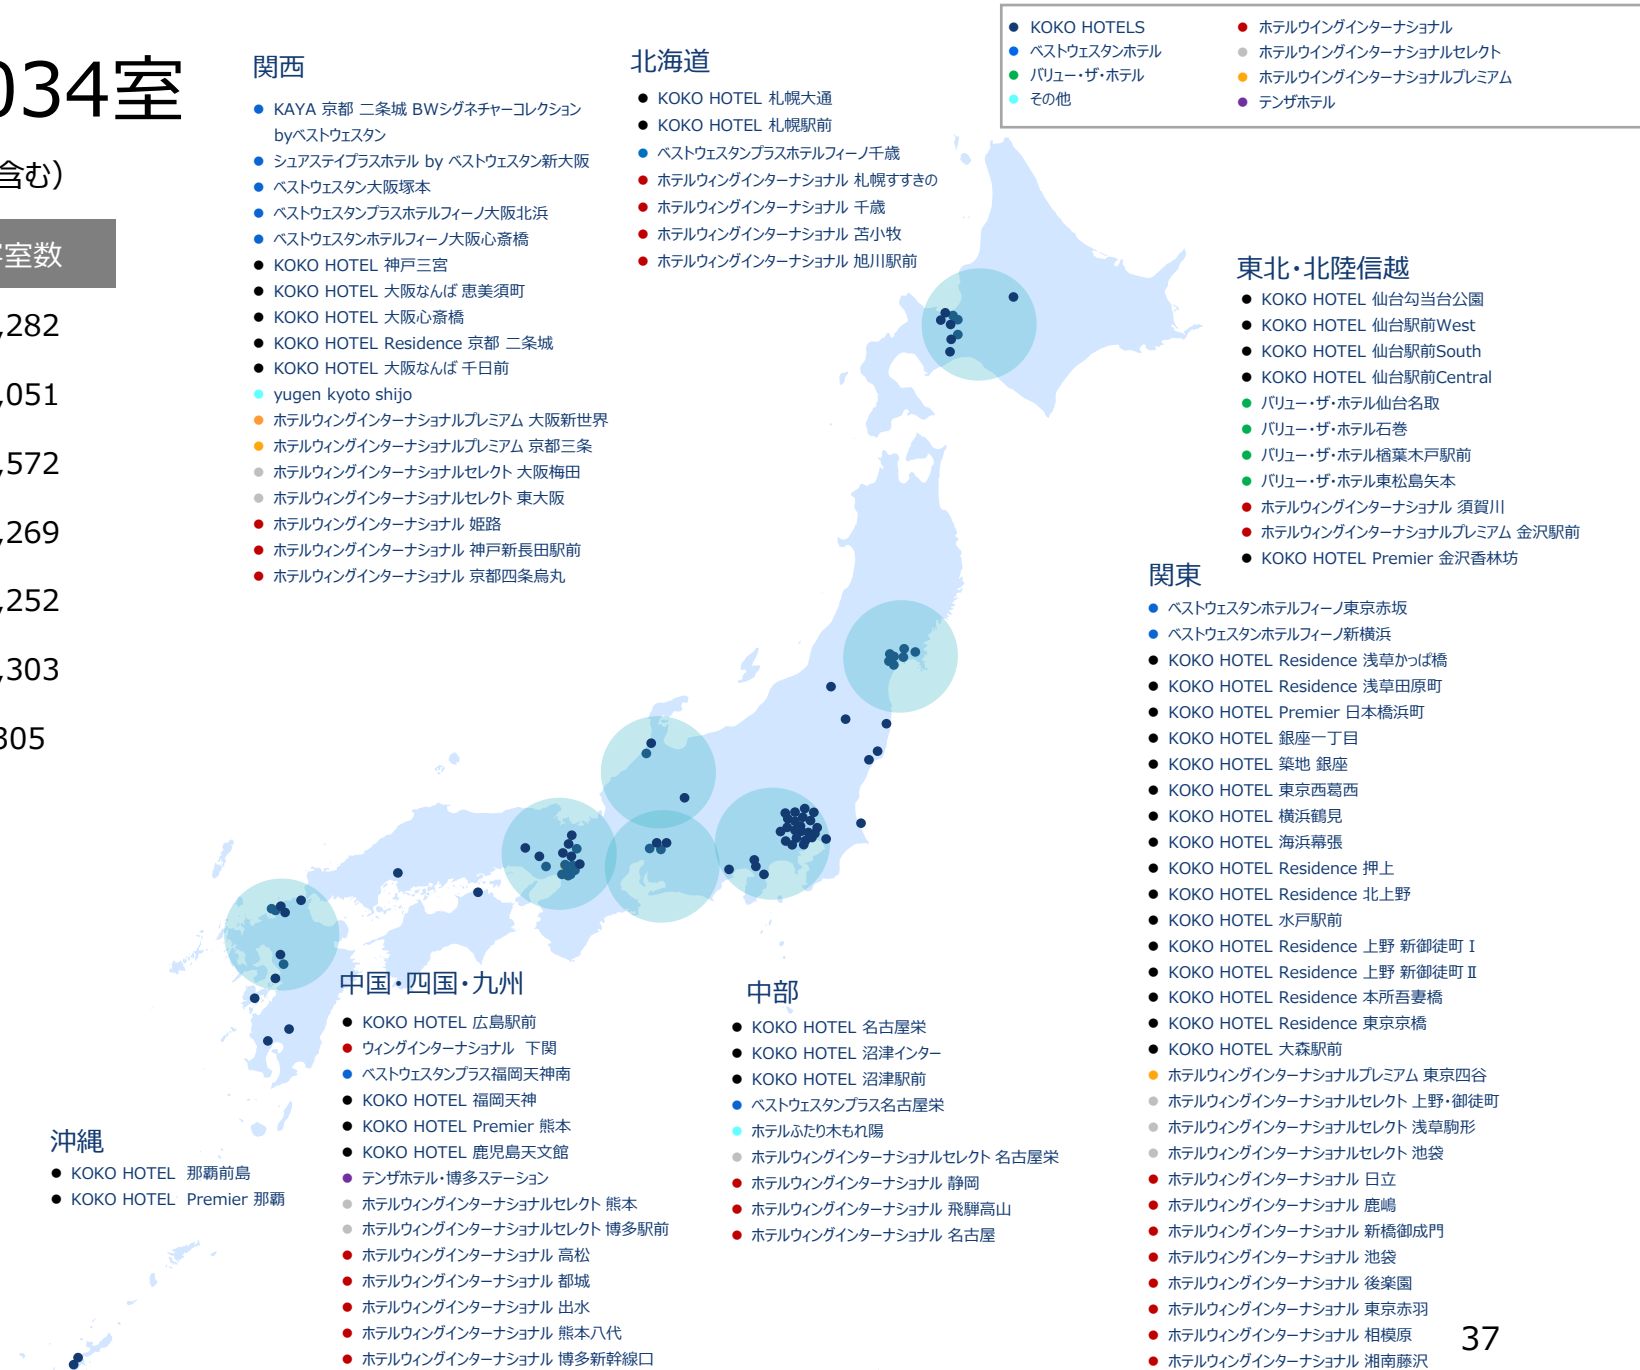 034室
含む）
室数
,282
,051
,572
,269
,252
,303
305
関西
KAYA 京都 二条城 BWシグネチャーコレクション
byベストウェスタン
シュアステイプラスホテル by ベストウェスタン新大阪
ベストウェスタン大阪塚本
ベストウェスタンプラスホテルフィーノ大阪北浜
ベストウェスタンホテルフィーノ大阪心斎橋
KOKO HOTEL 神戸三宮
KOKO HOTEL 大阪なんば 恵美須町
KOKO HOTEL 大阪心斎橋
KOKO HOTEL Residence 京都 二条城
KOKO HOTEL 大阪なんば 千日前
yugen kyoto shijo
ホテルウィングインターナショナルプレミアム 大阪新世界
ホテルウィングインターナショナルプレミアム 京都三条
ホテルウィングインターナショナルセレクト 大阪梅田
ホテルウィングインターナショナルセレクト 東大阪
ホテルウィングインターナショナル 姫路
ホテルウィングインターナショナル 神戸新長田駅前
ホテルウィングインターナショナル 京都四条烏丸
北海道
KOKO HOTEL 札幌大通
KOKO HOTEL 札幌駅前
ベストウェスタンプラスホテルフィーノ千歳
ホテルウィングインターナショナル 札幌すすきの
ホテルウィングインターナショナル 千歳
ホテルウィングインターナショナル 苫小牧
ホテルウィングインターナショナル 旭川駅前
KOKO HOTELS
ベストウェスタンホテル
バリュー・ザ・ホテル
その他
ホテルウイングインターナショナル
ホテルウイングインターナショナルセレクト
ホテルウイングインターナショナルプレミアム
テンザホテル
東北・北陸信越
KOKO HOTEL 仙台勾当台公園
KOKO HOTEL 仙台駅前West
KOKO HOTEL 仙台駅前South
KOKO HOTEL 仙台駅前Central
バリュー・ザ・ホテル仙台名取
バリュー・ザ・ホテル石巻
バリュー・ザ・ホテル楢葉木戸駅前
バリュー・ザ・ホテル東松島矢本
ホテルウィングインターナショナル 須賀川
ホテルウィングインターナショナルプレミアム 金沢駅前
KOKO HOTEL Premier 金沢香林坊
関東
ベストウェスタンホテルフィーノ東京赤坂
ベストウェスタンホテルフィーノ新横浜
KOKO HOTEL Residence 浅草かっぱ橋
KOKO HOTEL Residence 浅草田原町
KOKO HOTEL Premier 日本橋浜町
KOKO HOTEL 銀座一丁目
KOKO HOTEL 築地 銀座
KOKO HOTEL 東京西葛西
KOKO HOTEL 横浜鶴見
KOKO HOTEL 海浜幕張
KOKO HOTEL Residence 押上
KOKO HOTEL Residence 北上野
KOKO HOTEL 水戸駅前
KOKO HOTEL Residence 上野 新御徒町Ⅰ
KOKO HOTEL Residence 上野 新御徒町Ⅱ
KOKO HOTEL Residence 本所吾妻橋
KOKO HOTEL Residence 東京京橋
KOKO HOTEL 大森駅前
ホテルウィングインターナショナルプレミアム 東京四谷
ホテルウィングインターナショナルセレクト 上野・御徒町
ホテルウィングインターナショナルセレクト 浅草駒形
ホテルウィングインターナショナルセレクト 池袋
ホテルウィングインターナショナル 日立
ホテルウィングインターナショナル 鹿嶋
ホテルウィングインターナショナル 新橋御成門
ホテルウィングインターナショナル 池袋
ホテルウィングインターナショナル 後楽園
ホテルウィングインターナショナル 東京赤羽
ホテルウィングインターナショナル 相模原
ホテルウィングインターナショナル 湘南藤沢
中国・四国・九州
KOKO HOTEL 広島駅前
ウィングインターナショナル 下関
ベストウェスタンプラス福岡天神南
KOKO HOTEL 福岡天神
KOKO HOTEL Premier 熊本
KOKO HOTEL 鹿児島天文館
テンザホテル・博多ステーション
ホテルウィングインターナショナルセレクト 熊本
ホテルウィングインターナショナルセレクト 博多駅前
ホテルウィングインターナショナル 高松
ホテルウィングインターナショナル 都城
ホテルウィングインターナショナル 出水
ホテルウィングインターナショナル 熊本八代
ホテルウィングインターナショナル 博多新幹線口
中部
KOKO HOTEL 名古屋栄
KOKO HOTEL 沼津インター
KOKO HOTEL 沼津駅前
ベストウェスタンプラス名古屋栄
ホテルふたり木もれ陽
ホテルウィングインターナショナルセレクト 名古屋栄
ホテルウィングインターナショナル 静岡
ホテルウィングインターナショナル 飛騨高山
ホテルウィングインターナショナル 名古屋
沖縄
KOKO HOTEL 那覇前島
KOKO HOTEL Premier 那覇
37